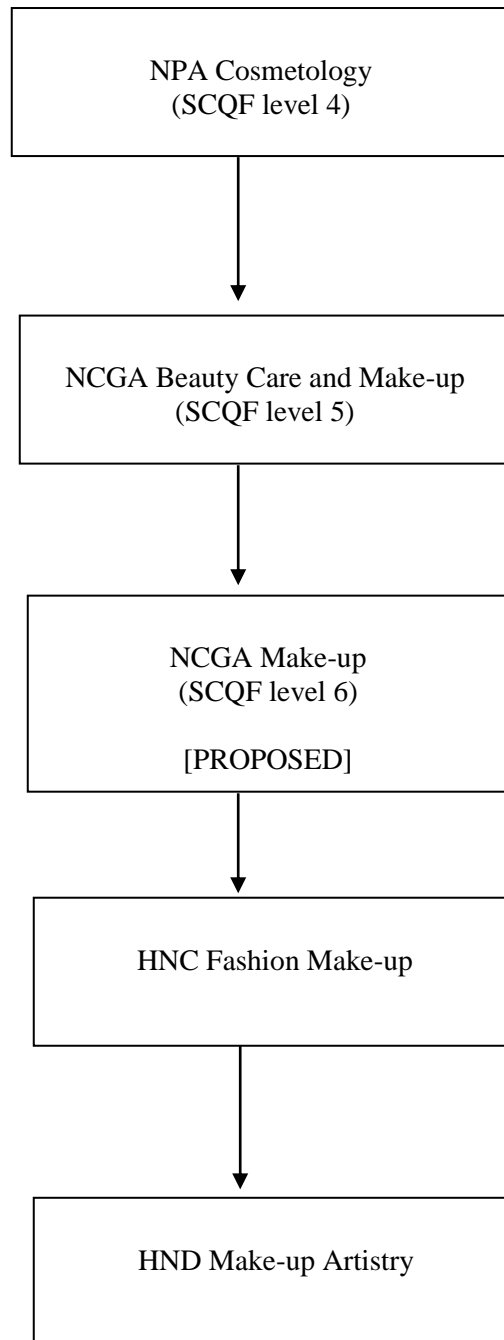 NPA Cosmetology
(SCQF level 4)
NCGA Beauty Care and Make-up
(SCQF level 5)
NCGA Make-up
(SCQF level 6)
[PROPOSED]
HNC Fashion Make-up
HND Make-up Artistry